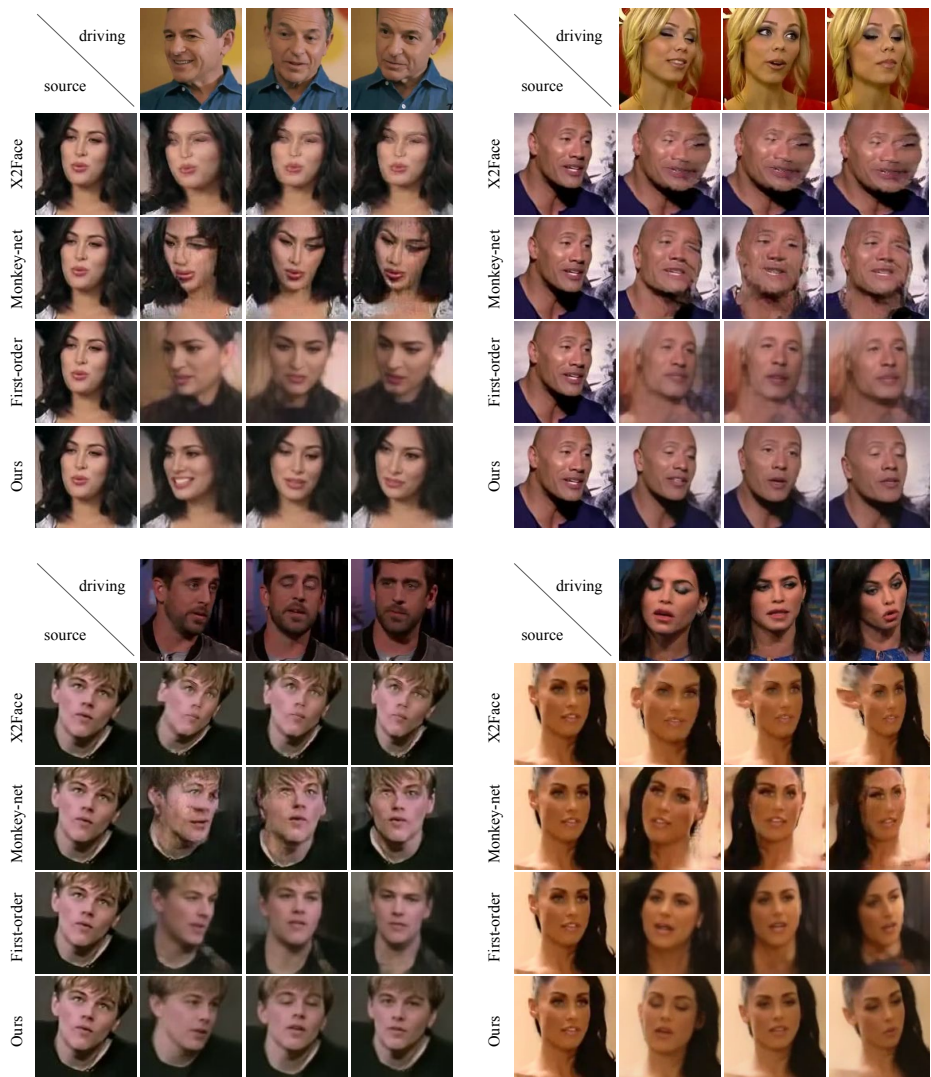 driving
source
X2Face
Monkey-net
First-order
Ours
driving
source
X2Face
Monkey-net
First-order
Ours
driving
source
X2Face
Monkey-net
First-order
Ours
driving
source
X2Face
Monkey-net
First-order
Ours